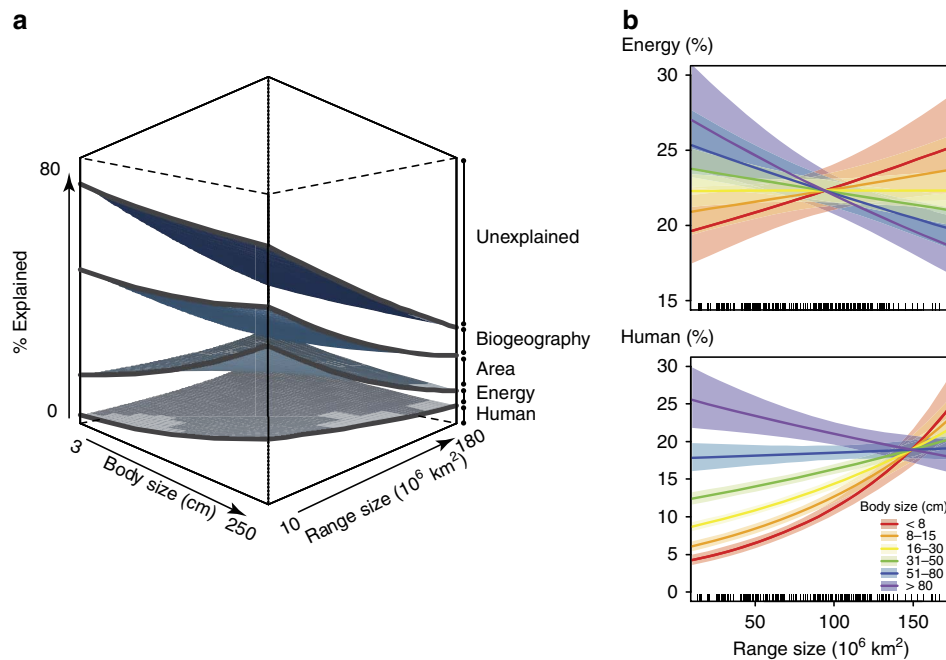 a
80
% Explained
0
3
Body size (cm)
250
10
Range size (10⁶ km²)
180
Unexplained
Biogeography
Area
Energy
Human
b
Energy (%)
30
25
20
15
Human (%)
30
25
20
15
10
5
0
Body size (cm)
< 8
8–15
16–30
31–50
51–80
> 80
50
100
150
Range size (10⁶ km²)